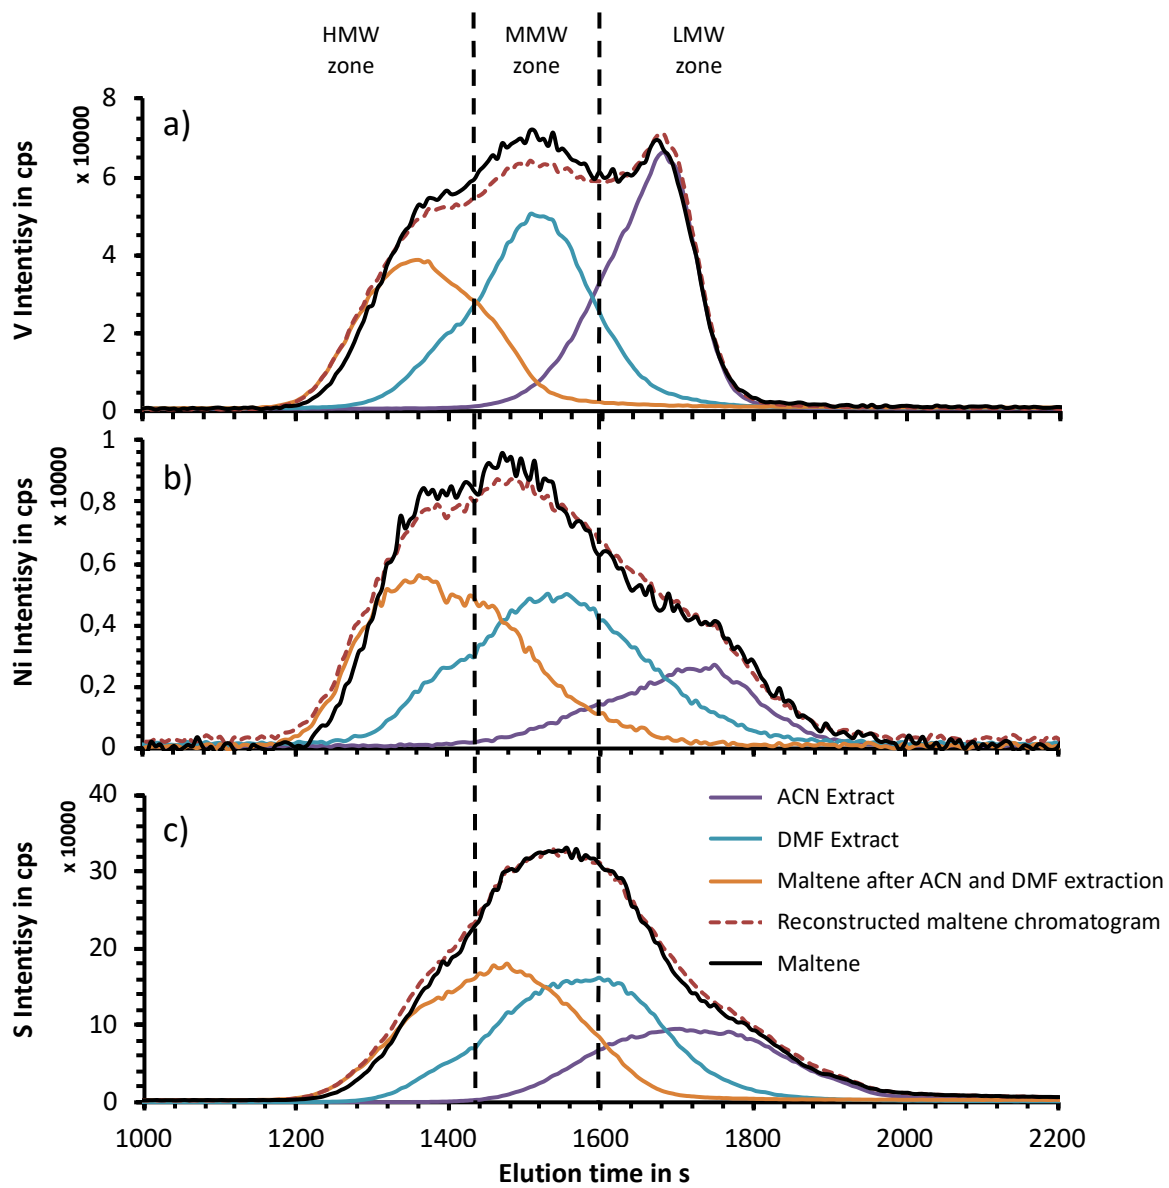 HMW
zone
MMW
zone
LMW
zone
a)
V Intentisy in cps
x 10000
8
6
4
2
0
b)
Ni Intentisy in cps
x 10000
1
0,8
0,6
0,4
0,2
0
c)
S Intentisy in cps
x 10000
40
30
20
10
0
ACN Extract
DMF Extract
Maltene after ACN and DMF extraction
Reconstructed maltene chromatogram
Maltene
1000 1200 1400 1600 1800 2000 2200
Elution time in s